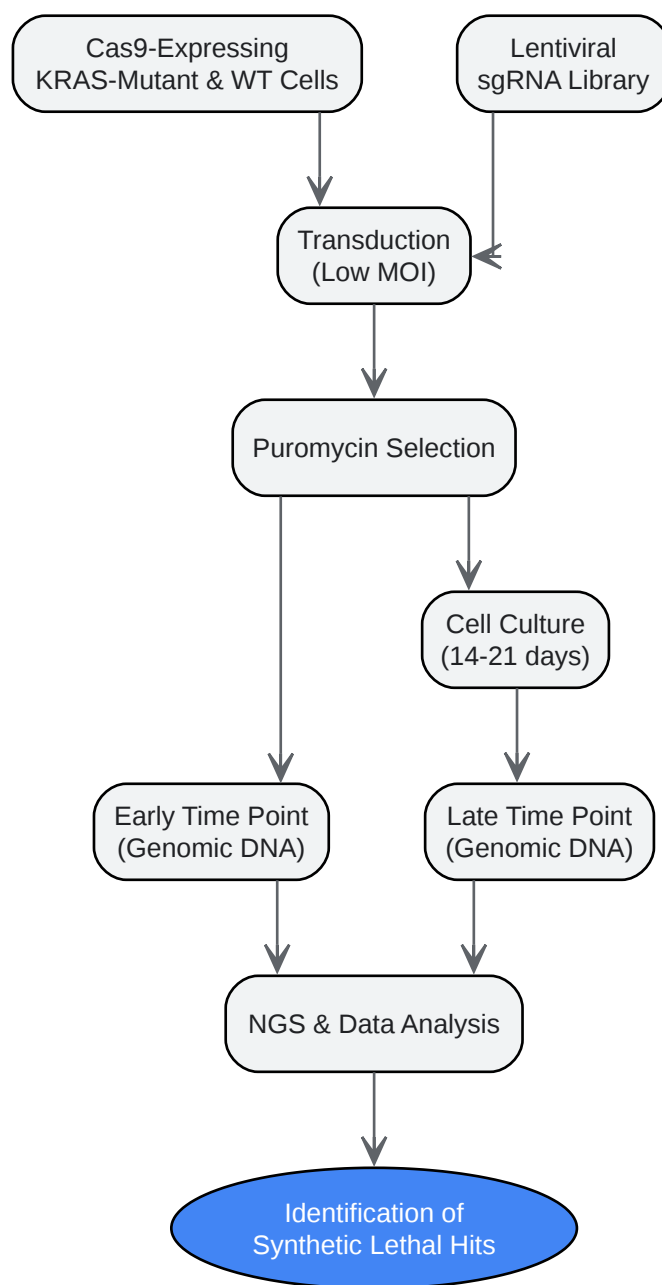 Cas9-Expressing
KRAS-Mutant & WT Cells
Lentiviral
sgRNA Library
Transduction
(Low MOI)
Puromycin Selection
Cell Culture
(14-21 days)
Early Time Point
(Genomic DNA)
Late Time Point
(Genomic DNA)
NGS & Data Analysis
Identification of
Synthetic Lethal Hits